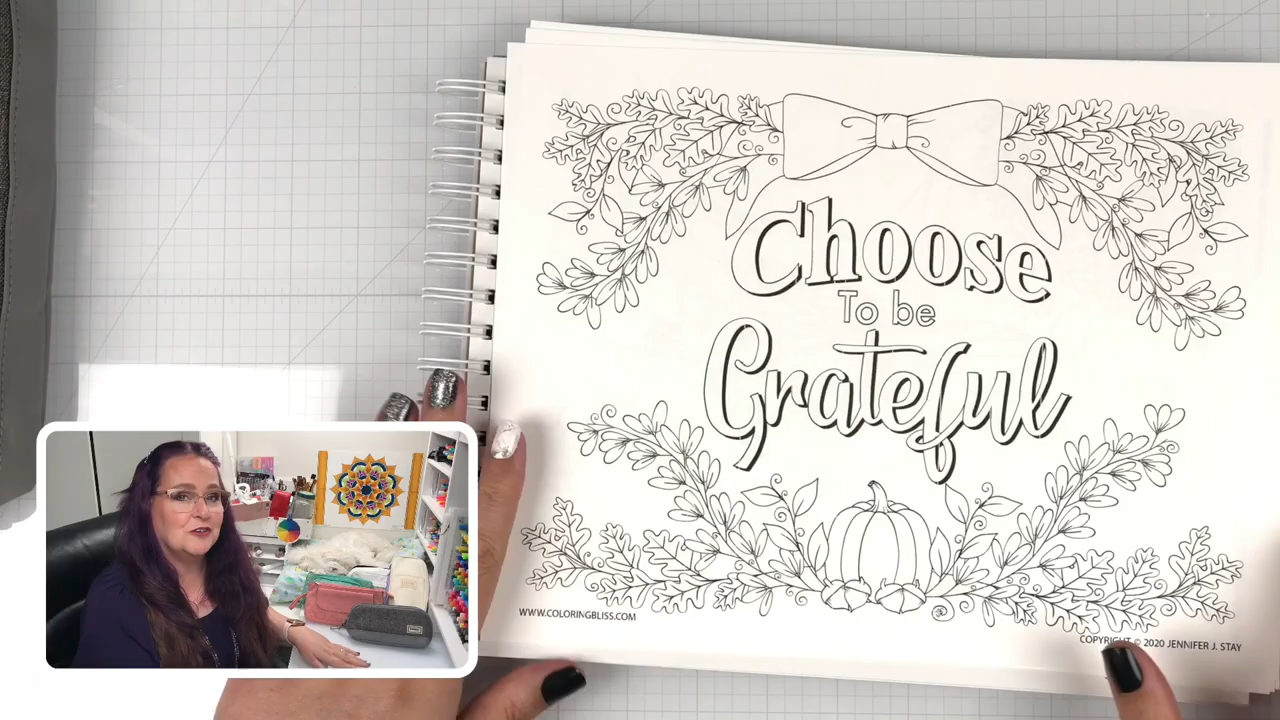 Choose
To be
Grateful
WWW.COLORINGBLISS.COM
COPYRIGHT © 2020 JENNIFER J. STAY